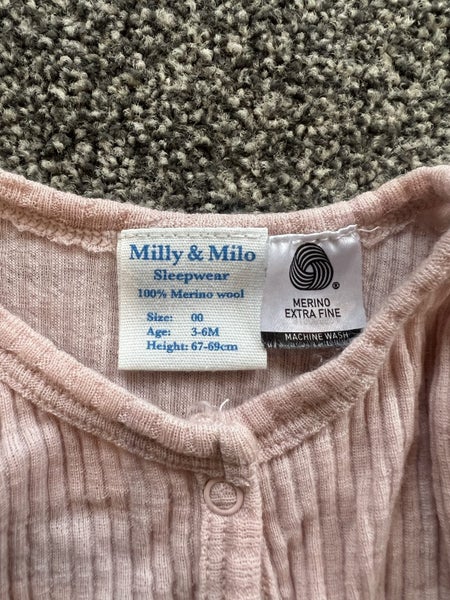 Milly & Milo
Sleepwear
100% Merino wool
Size: 00
Age: 3-6M
Height: 67-69cm
®
MERINO
EXTRA FINE
MACHINE WASH